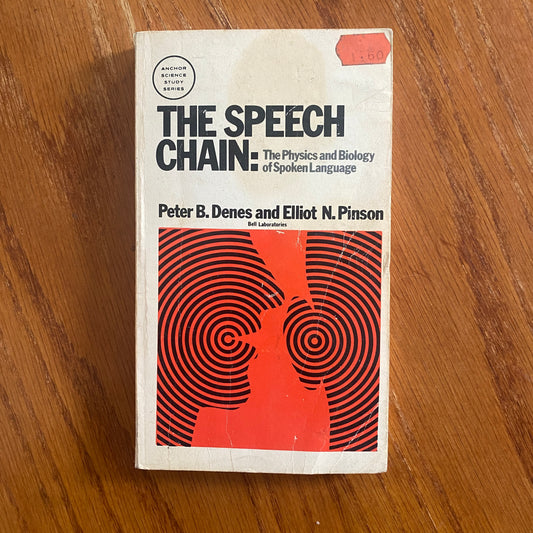 ANCHOR
SCIENCE
STUDY
SERIES
THE SPEECH
CHAIN: The Physics and Biology
of Spoken Language
Peter B. Denes and Elliot N. Pinson
Bell Laboratories